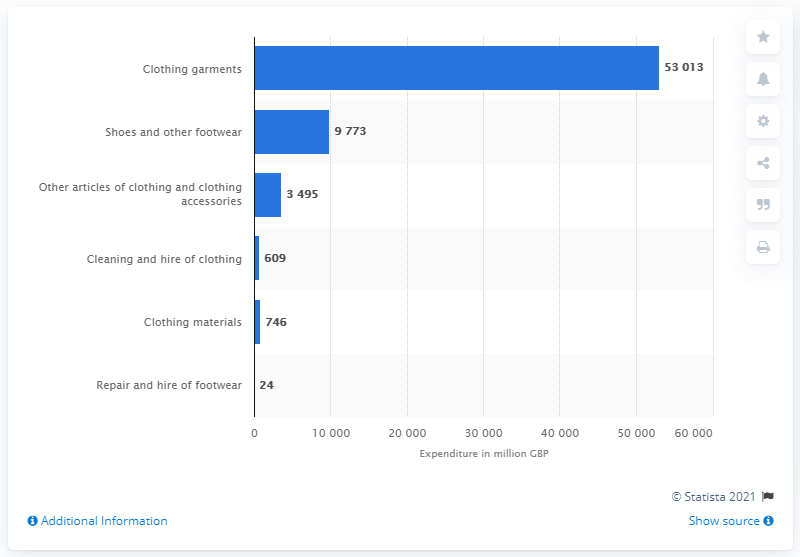 Clothing garments
53 013
Shoes and other footwear
9 773
Other articles of clothing and clothing
accessories
3 495
Cleaning and hire of clothing
609
Clothing materials
746
Repair and hire of footwear
24
0
10 000
20 000
30 000
40 000
50 000
60 000
Expenditure in million GBP
© Statista 2021
Additional Information
Show source